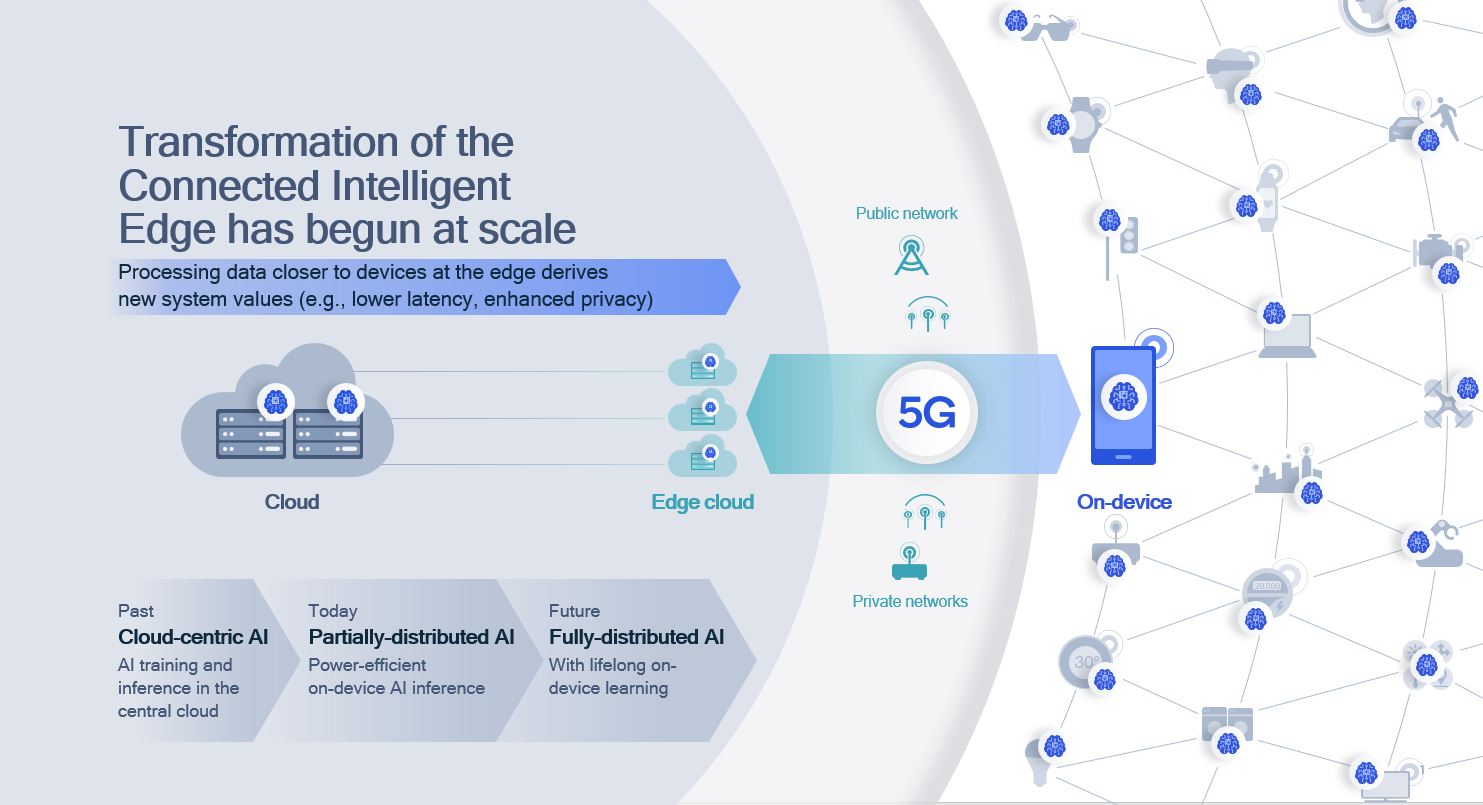 Transformation of the
Connected Intelligent
Edge has begun at scale
Processing data closer to devices at the edge derives
new system values (e.g., lower latency, enhanced privacy)
Cloud
Edge cloud
Public network
5G
Private networks
On-device
Past
Cloud-centric AI
AI training and
inference in the
central cloud
Today
Partially-distributed AI
Power-efficient
on-device AI inference
Future
Fully-distributed AI
With lifelong on-
device learning
20.000
30°
1